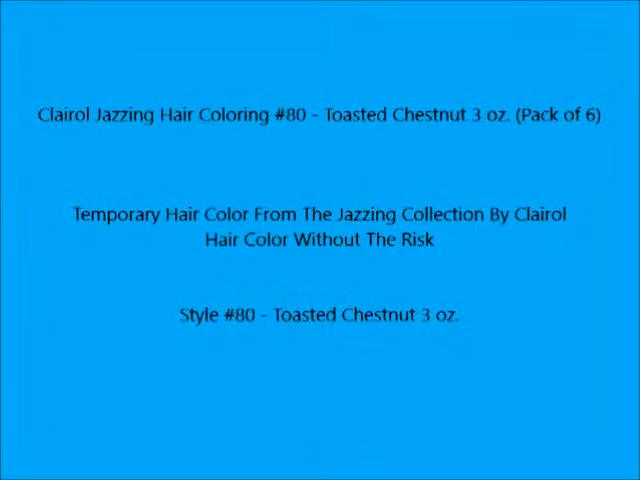 Clairol Jazzing Hair Coloring #80 - Toasted Chestnut 3 oz. (Pack of 6)
Temporary Hair Color From The Jazzing Collection By Clairol
Hair Color Without The Risk
Style #80 - Toasted Chestnut 3 oz.